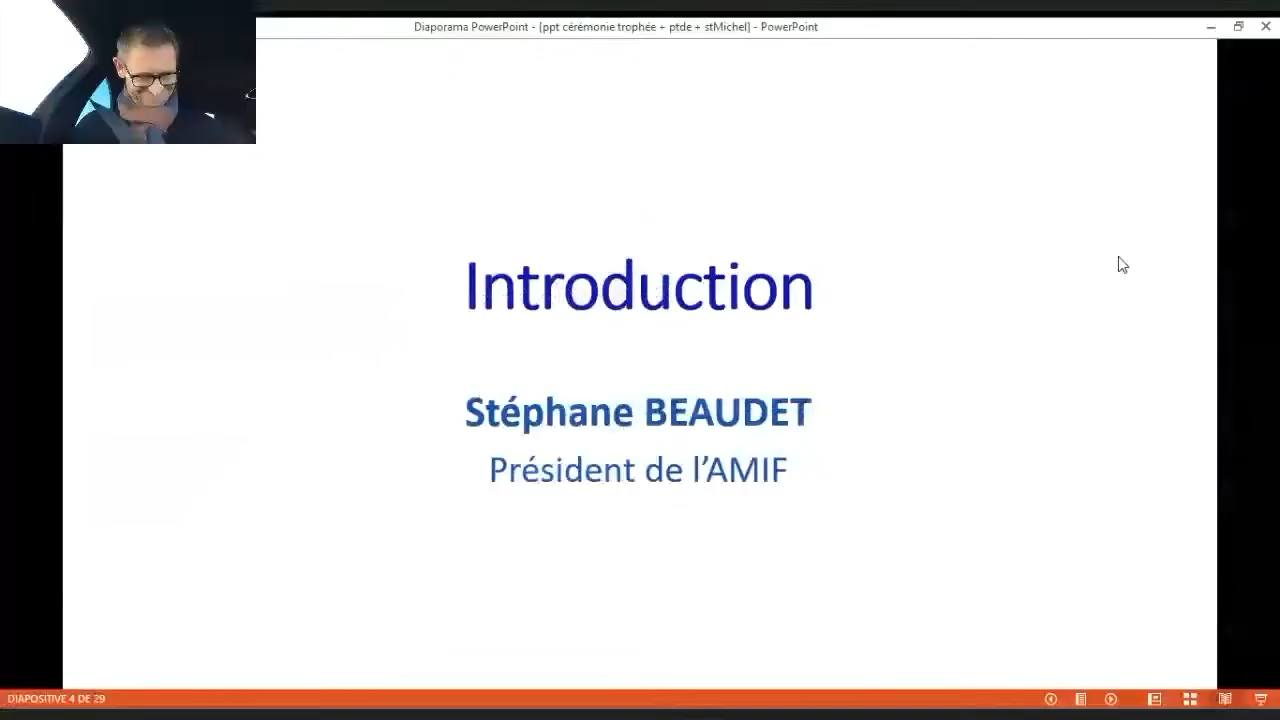 Diaporama PowerPoint - [ppt cérémonie trophée + ptde + stMichel] - PowerPoint
Introduction
Stéphane BEAUDET
Président de l’AMIF
DIAPOSITIVE 4 DE 29